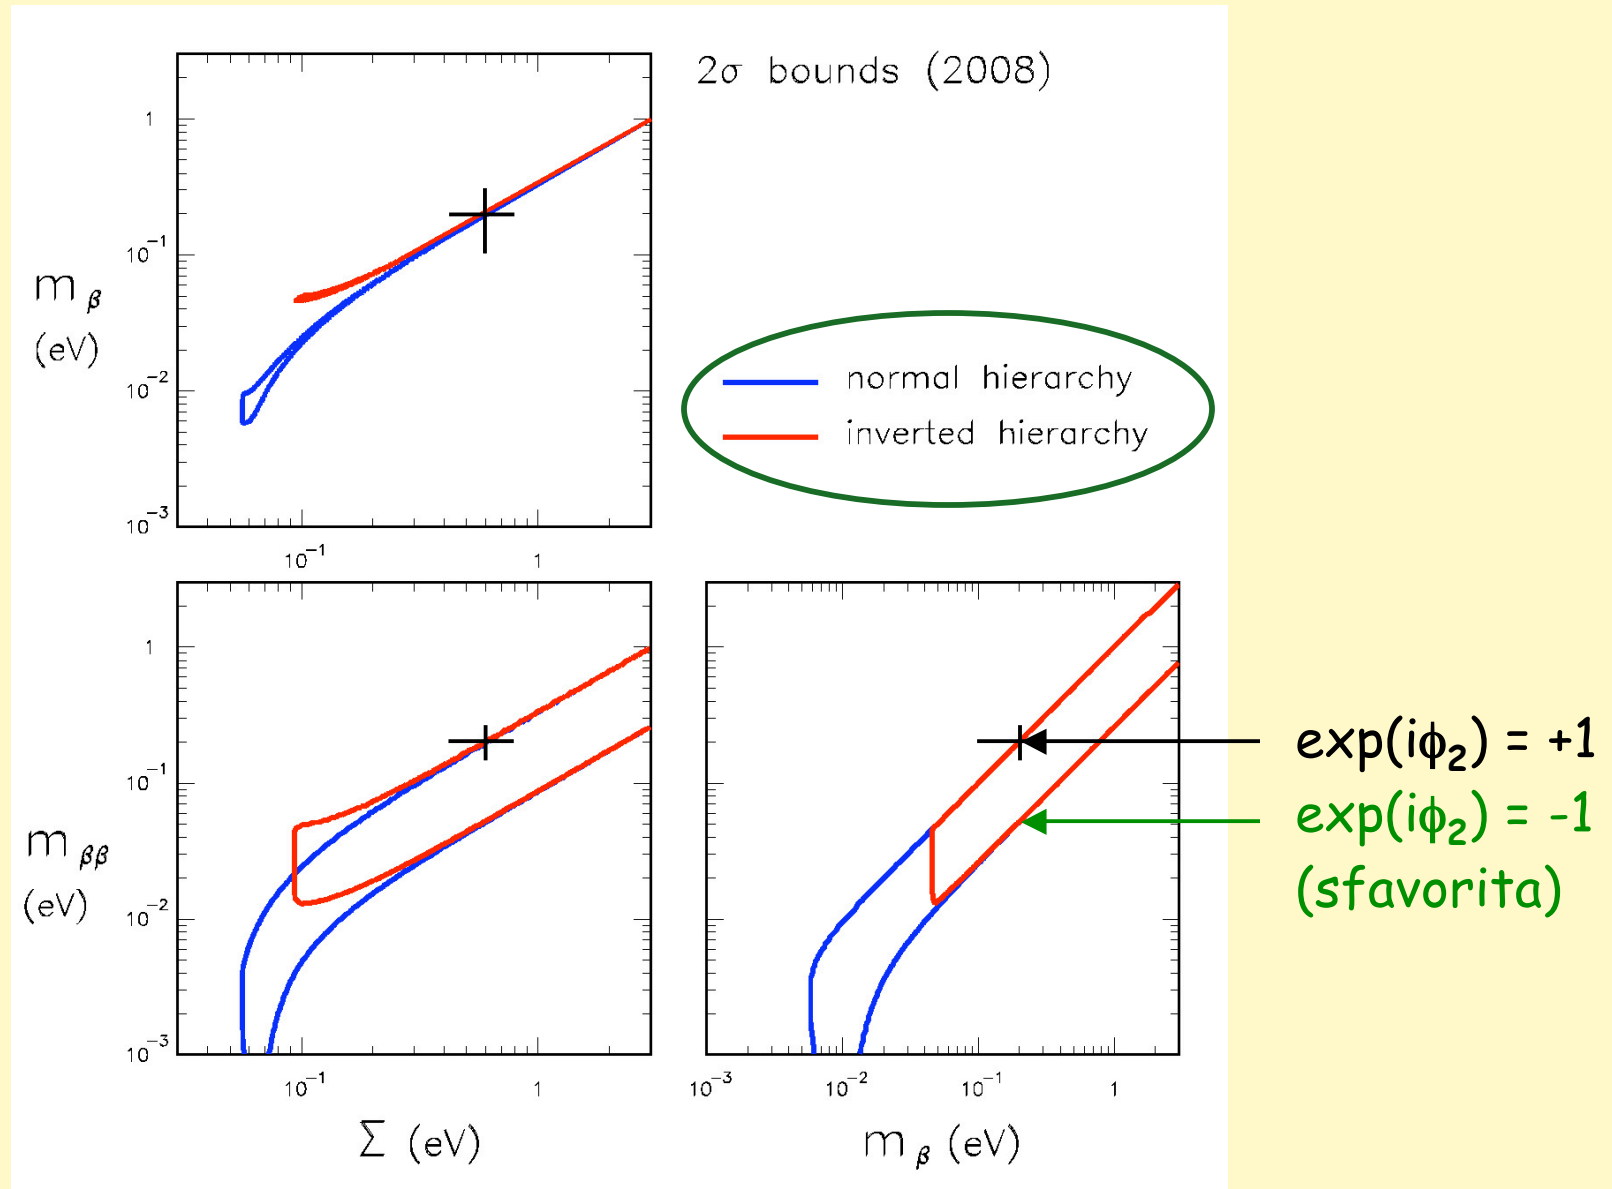 2σ bounds (2008)
1
10⁻¹
10⁻²
10⁻³
m β
(eV)
10⁻¹ 1
normal hierarchy
inverted hierarchy
1
10⁻¹
10⁻²
10⁻³
m ββ
(eV)
10⁻¹ 1
Σ (eV)
10⁻³ 10⁻² 10⁻¹ 1
m β (eV)
exp(iϕ₂) = +1
exp(iϕ₂) = -1
(sfavorita)